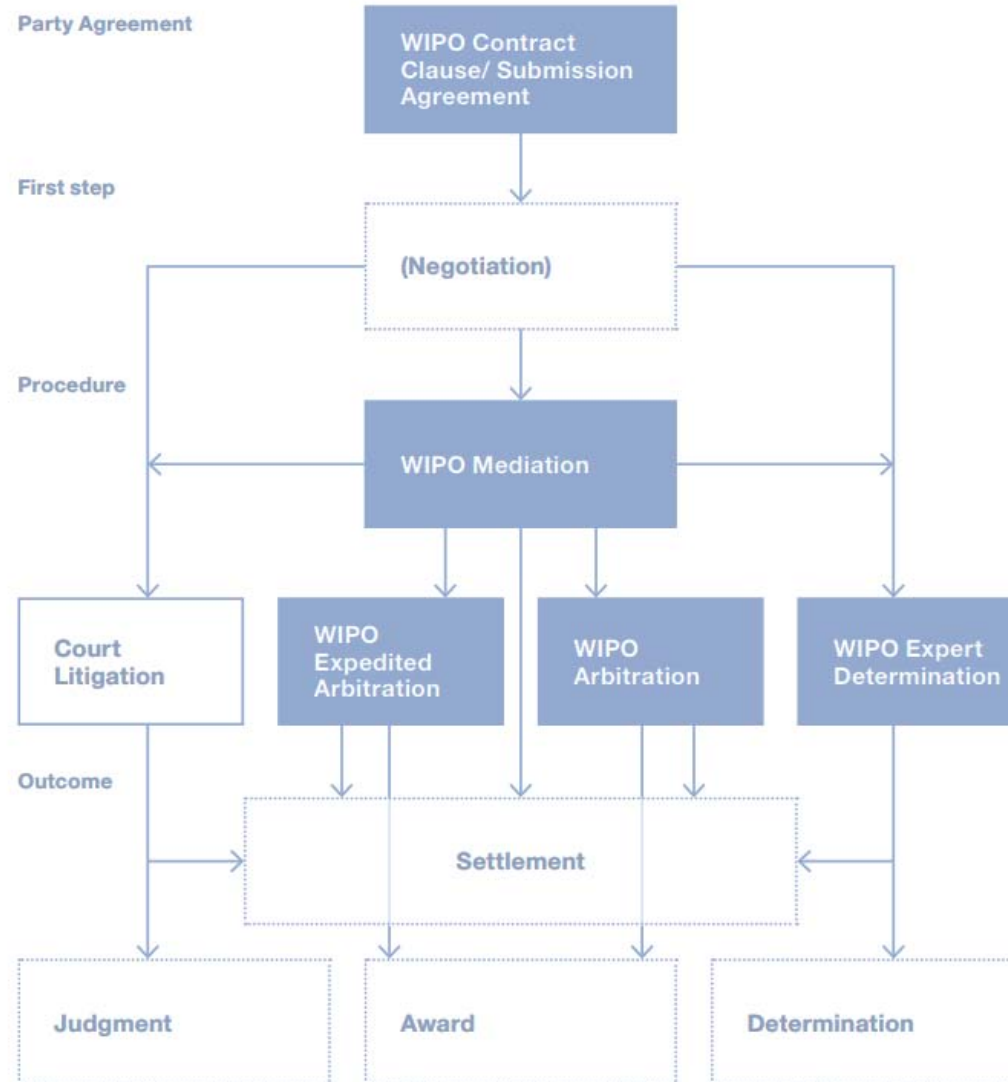 Party Agreement
WIPO Contract
Clause/ Submission
Agreement
First step
(Negotiation)
Procedure
WIPO Mediation
Court
Litigation
WIPO
Expedited
Arbitration
WIPO
Arbitration
WIPO Expert
Determination
Outcome
Settlement
Judgment
Award
Determination